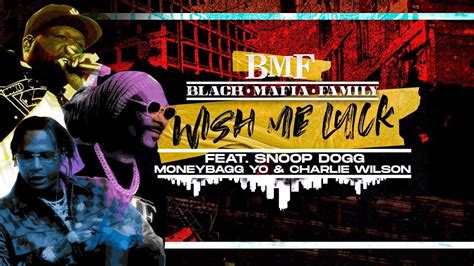 BMF
BLACK • MAFIA • FAMILY
WISH ME LUCK
FEAT. SNOOP DOGG
MONEYBAGG YO & CHARLIE WILSON